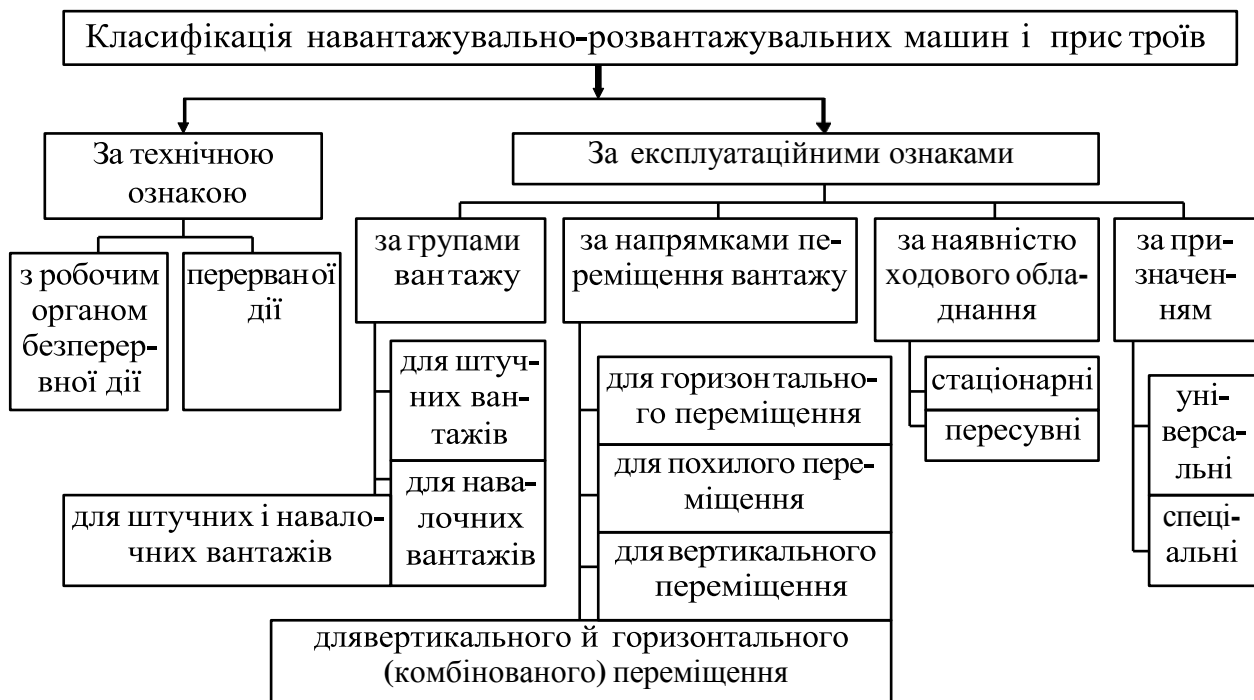 Класифікація навантажувально-розвантажувальних машин і прис троїв
За технічною
ознакою
За експлуатаційними ознаками
з робочим
органом
безперер-
вної дії
перерваної
дії
за групами
вантажу
за напрямками пе-
реміщення вантажу
за наявністю
ходового обла-
днання
за при-
значенням
для штуч-
них ван-
тажів
для нава-
лочних
вантажів
для штучних і навало-
чних вантажів
для горизонтально-
го переміщення
для похилого пере-
міщення
для вертикального
переміщення
длявертикального й горизонтального
(комбінованого) переміщення
стаціонарні
пересувні
уні-
верса-
льні
спеці-
альні